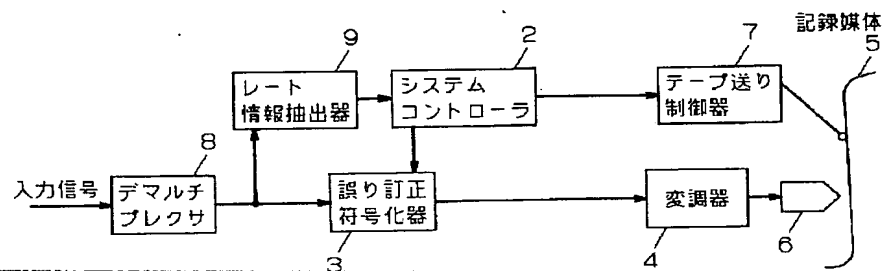 記録媒体
5
9
レート
情報抽出器
2
システム
コントローラ
7
テープ送り
制御器
入力信号
8
デマルチ
プレクサ
誤り訂正
符号化器
3
変調器
4
6